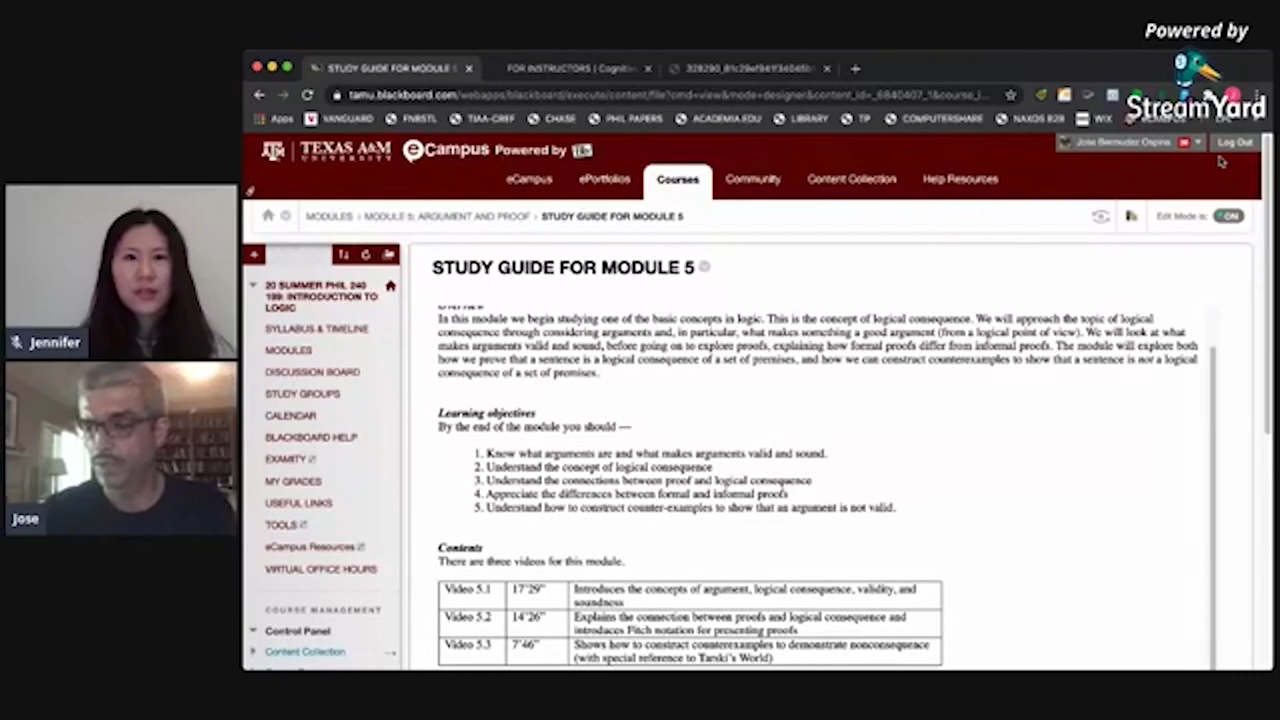 Powered by
StreamYard
STUDY GUIDE FOR MODULE 5
FOR INSTRUCTORS | Cogniti
Apps
VANGUARD
FNBSTL
TIAA-CREF
CHASE
PHIL PAPERS
ACADEMIA.EDU
LIBRARY
TP
COMPUTERSHARE
NAXOS B2B
WIX
TEXAS A&M
UNIVERSITY
eCampus Powered by
Jose Bermudez Ospina
Log Out
eCampus
ePortfolios
Courses
Community
Content Collection
Help Resources
MODULES > MODULE 5: ARGUMENT AND PROOF > STUDY GUIDE FOR MODULE 5
Edit Mode is: ON
20 SUMMER PHIL 240
199: INTRODUCTION TO
LOGIC
SYLLABUS & TIMELINE
MODULES
DISCUSSION BOARD
STUDY GROUPS
CALENDAR
BLACKBOARD HELP
EXAMITY
MY GRADES
USEFUL LINKS
TOOLS
eCampus Resources
VIRTUAL OFFICE HOURS
COURSE MANAGEMENT
Control Panel
Content Collection
STUDY GUIDE FOR MODULE 5
Overview
In this module we begin studying one of the basic concepts in logic. This is the concept of logical consequence. We will approach the topic of logical
consequence through considering arguments and, in particular, what makes something a good argument (from a logical point of view). We will look at what
makes arguments valid and sound, before going on to explore proofs, explaining how formal proofs differ from informal proofs. The module will explore both
how we prove that a sentence is a logical consequence of a set of premises, and how we can construct counterexamples to show that a sentence is not a logical
consequence of a set of premises.
Learning objectives
By the end of the module you should —
1. Know what arguments are and what makes arguments valid and sound.
2. Understand the concept of logical consequence
3. Understand the connections between proof and logical consequence
4. Appreciate the differences between formal and informal proofs
5. Understand how to construct counter-examples to show that an argument is not valid.
Contents
There are three videos for this module.
Video 5.1 17'29" Introduces the concepts of argument, logical consequence, validity, and
soundness
Video 5.2 14'26" Explains the connection between proofs and logical consequence and
introduces Fitch notation for presenting proofs
Video 5.3 7'46" Shows how to construct counterexamples to demonstrate nonconsequence
(with special reference to Tarski's World)
Jennifer
Jose